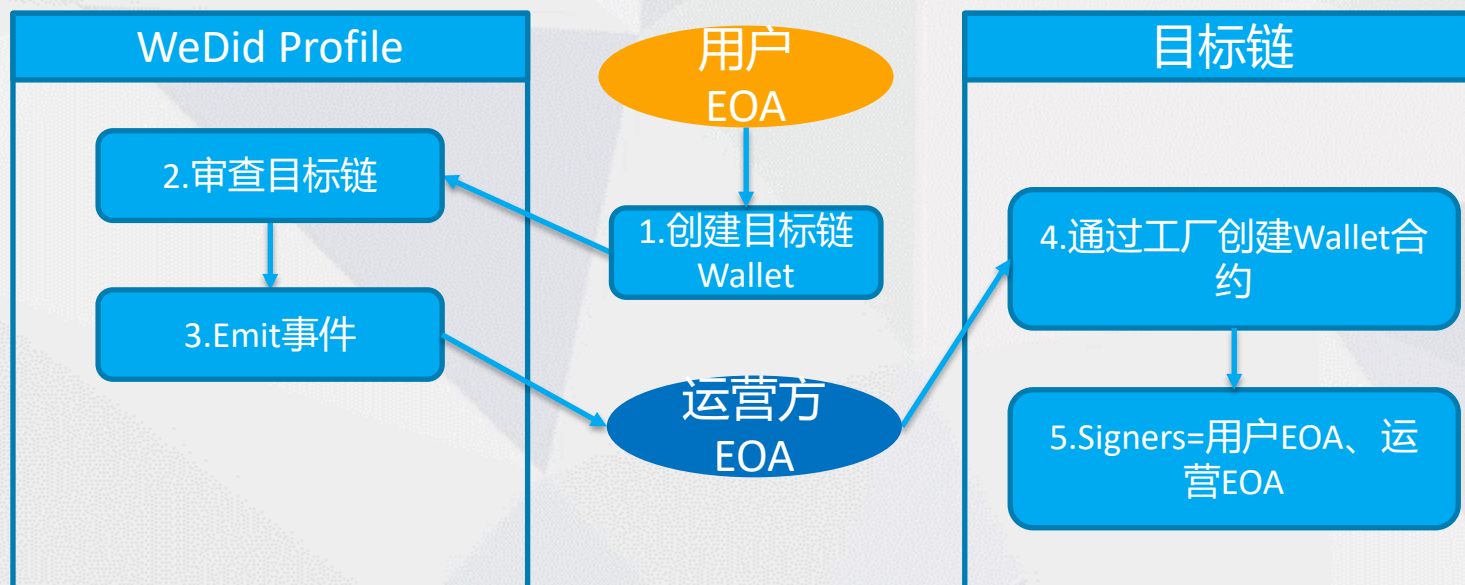 WeDid Profile
用户
EOA
目标链
2.审查目标链
1.创建目标链
Wallet
4.通过工厂创建Wallet合
约
3.Emit事件
运营方
EOA
5.Signers=用户EOA、运
营EOA